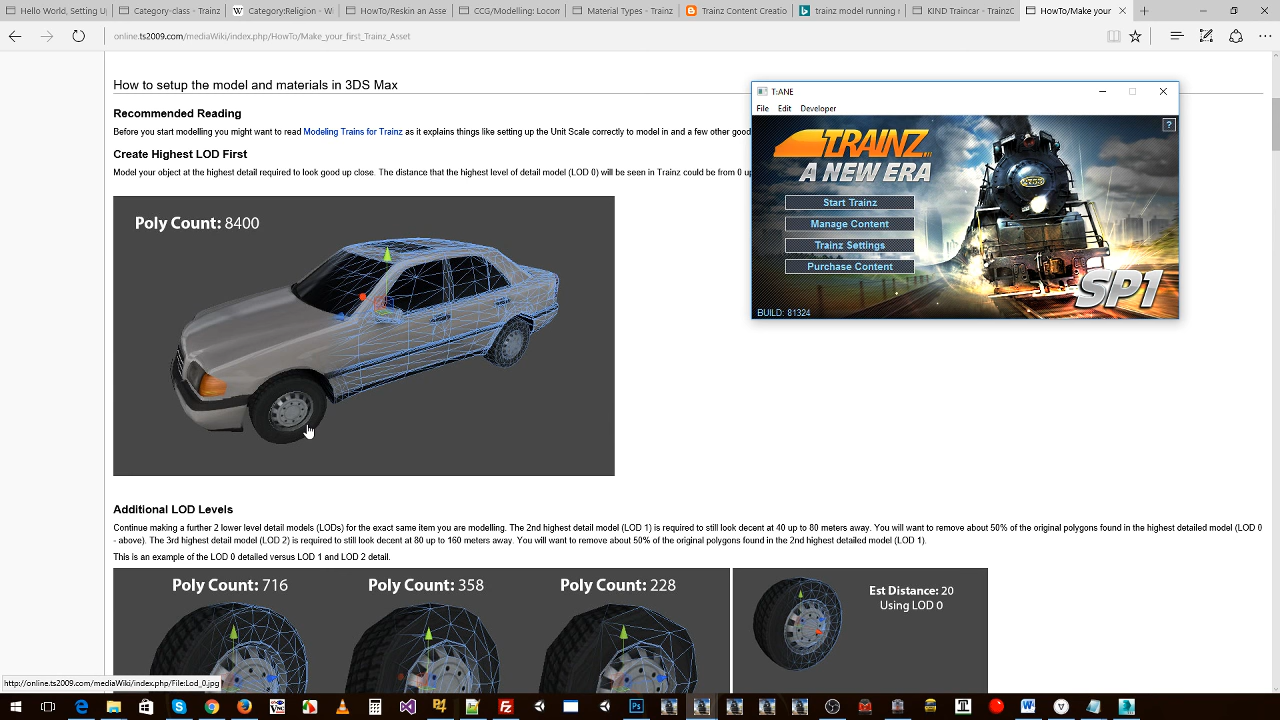 Hello World, Setting Up
Category-class - Trainz
Category:Religion - Wi
HowTo/Reskin an Asse
CCG/Modelling: Locom
Material Types - Trainz
Trainz Content Creatio
trainz model running n
KIND Traincar - TrainzC
HowTo/Make your
online.ts2009.com/mediaWiki/index.php/HowTo/Make_your_first_Trainz_Asset
How to setup the model and materials in 3DS Max
Recommended Reading
Before you start modelling you might want to read Modeling Trains for Trainz as it explains things like setting up the Unit Scale correctly to model in and a few other good
Create Highest LOD First
Model your object at the highest detail required to look good up close. The distance that the highest level of detail model (LOD 0) will be seen in Trainz could be from 0 up
Poly Count: 8400
T:ANE
File Edit Developer
TRAINZ
A NEW ERA
?
Start Trainz
Manage Content
Trainz Settings
Purchase Content
SP1
BUILD: 81324
Additional LOD Levels
Continue making a further 2 lower level detail models (LODs) for the exact same item you are modelling. The 2nd highest detail model (LOD 1) is required to still look decent at 40 up to 80 meters away. You will want to remove about 50% of the original polygons found in the highest detailed model (LOD 0
- above). The 3rd highest detail model (LOD 2) is required to still look decent at 80 up to 160 meters away. You will want to remove about 50% of the original polygons found in the 2nd highest detailed model (LOD 1).
This is an example of the LOD 0 detailed versus LOD 1 and LOD 2 detail.
Poly Count: 716
Poly Count: 358
Poly Count: 228
Est Distance: 20
Using LOD 0
http://online.ts2009.com/mediaWiki/index.php/File:Lod_0.jpg